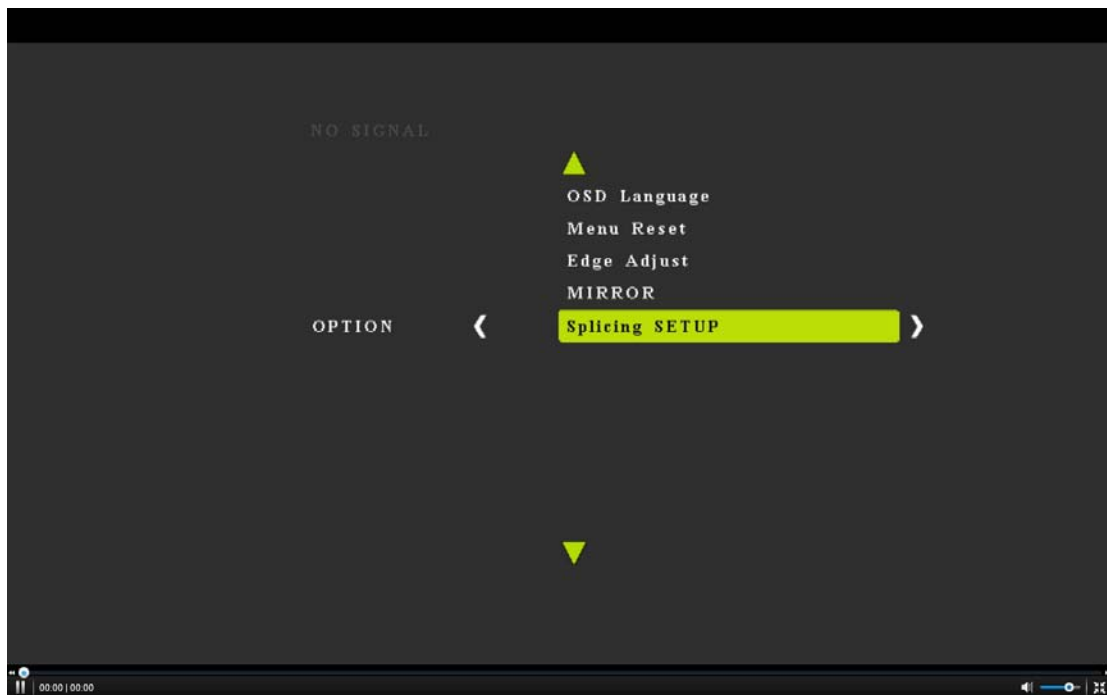 NO SIGNAL
OSD Language
Menu Reset
Edge Adjust
MIRROR
OPTION Splicing SETUP
00:00 | 00:00